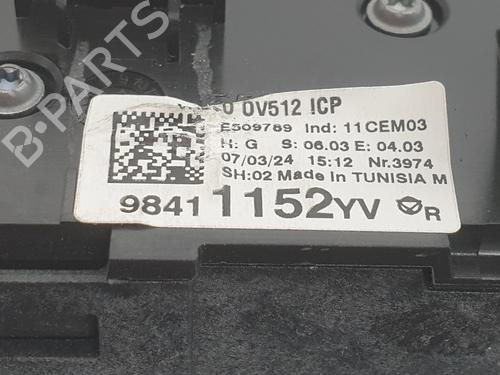 0 0V512 ICP
E509789 Ind: 11CEM03
H: G S: 06.03 E: 04.03
07/03/24 15:12 Nr.3974
SH:02 Made in TUNISIA M
9841 1152YV R
B-PARTS